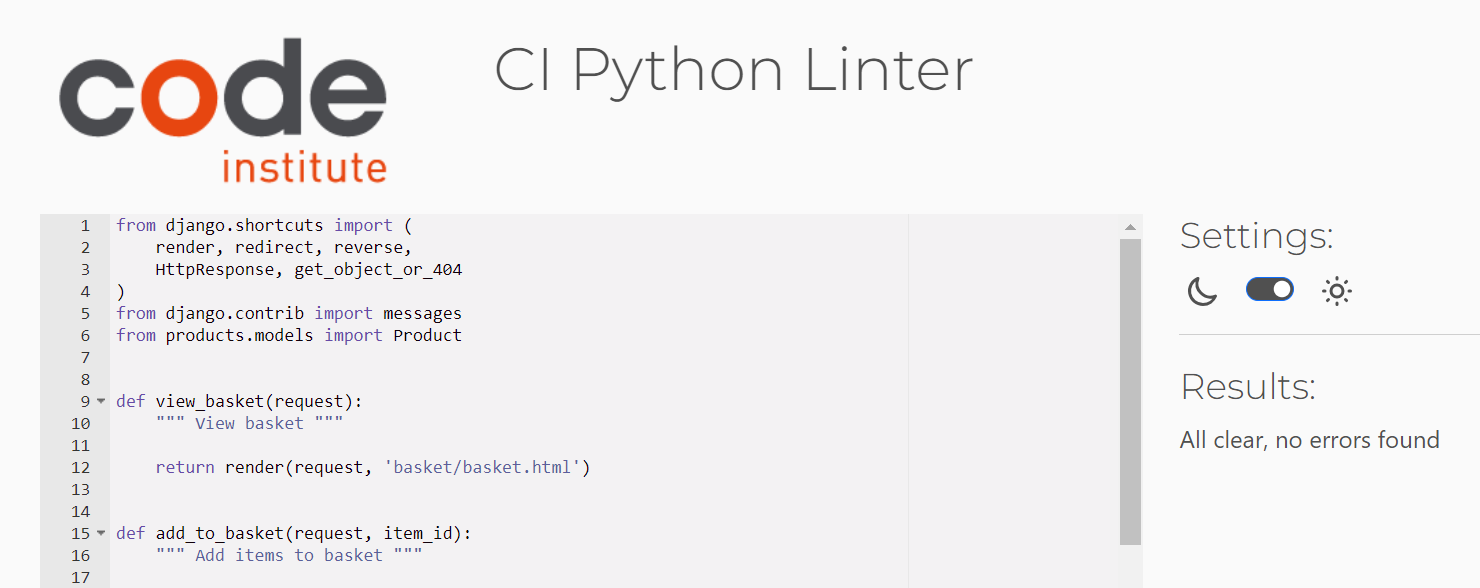 code
institute
CI Python Linter
1 from django.shortcuts import (
2     render, redirect, reverse,
3     HttpResponse, get_object_or_404
4 )
5 from django.contrib import messages
6 from products.models import Product
7
8
9 def view_basket(request):
10     """ View basket """
11
12     return render(request, 'basket/basket.html')
13
14
15 def add_to_basket(request, item_id):
16     """ Add items to basket """
17
Settings:
Results:
All clear, no errors found